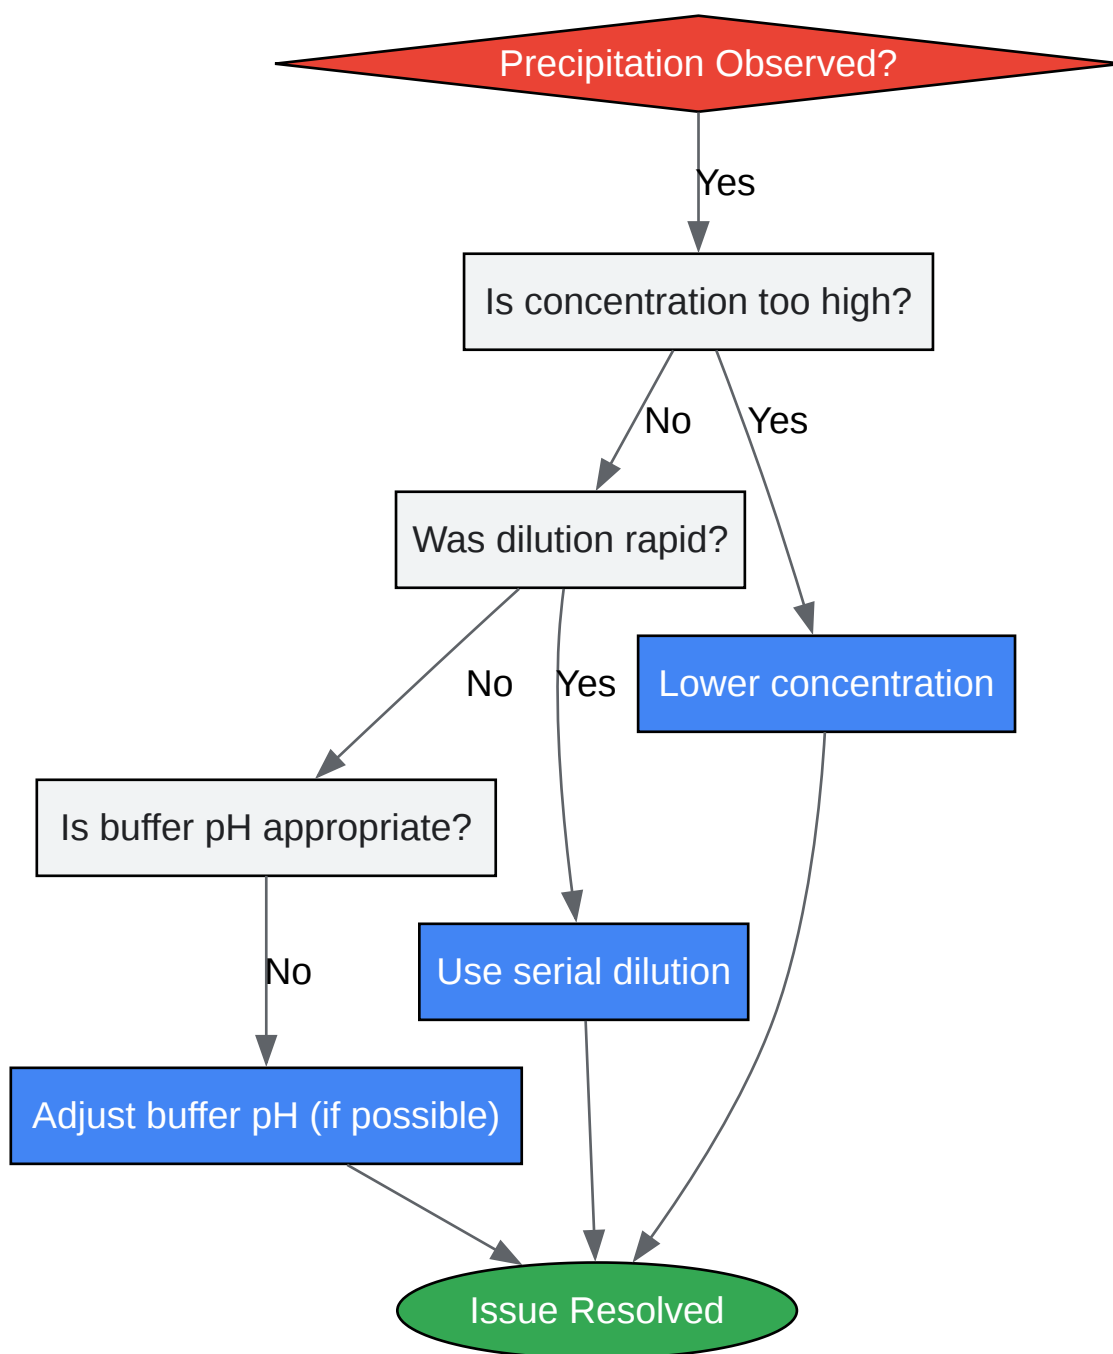 Precipitation Observed?
Yes
Is concentration too high?
No
Yes
Was dilution rapid?
No
Yes
Lower concentration
Is buffer pH appropriate?
No
Use serial dilution
Adjust buffer pH (if possible)
Issue Resolved